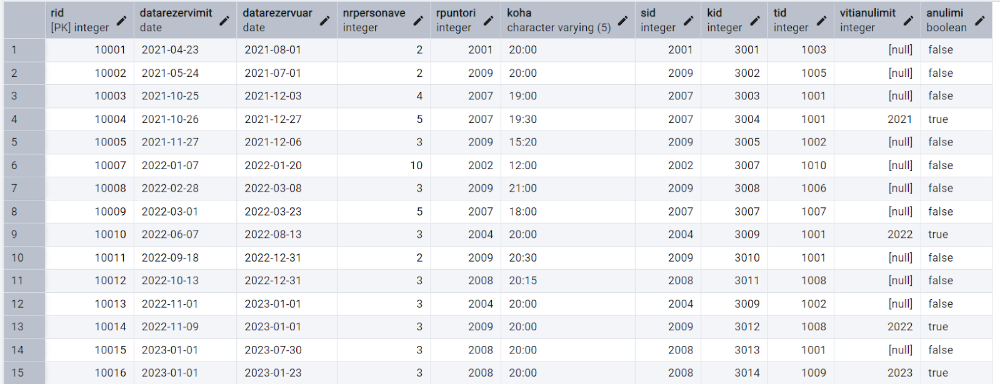 rid datarezervimit datarezervuar nrpersonave rpuntori koha sid kid tid vitianulimit anulimi
[PK] integer date date integer integer character varying (5) integer integer integer integer boolean
1 10001 2021-04-23 2021-08-01 2 2001 20:00 2001 3001 1003 [null] false
2 10002 2021-05-24 2021-07-01 2 2009 20:00 2009 3002 1005 [null] false
3 10003 2021-10-25 2021-12-03 4 2007 19:00 2007 3003 1001 [null] false
4 10004 2021-10-26 2021-12-27 5 2007 19:30 2007 3004 1001 2021 true
5 10005 2021-11-27 2021-12-06 3 2009 15:20 2009 3005 1002 [null] false
6 10007 2022-01-07 2022-01-20 10 2002 12:00 2002 3007 1010 [null] false
7 10008 2022-02-28 2022-03-08 3 2009 21:00 2009 3008 1006 [null] false
8 10009 2022-03-01 2022-03-23 5 2007 18:00 2007 3007 1007 [null] false
9 10010 2022-06-07 2022-08-13 3 2004 20:00 2004 3009 1001 2022 true
10 10011 2022-09-18 2022-12-31 2 2009 20:30 2009 3010 1001 [null] false
11 10012 2022-10-13 2022-12-31 3 2008 20:15 2008 3011 1008 [null] false
12 10013 2022-11-01 2023-01-01 3 2004 20:00 2004 3009 1002 [null] false
13 10014 2022-11-09 2023-01-01 3 2009 20:00 2009 3012 1008 2022 true
14 10015 2023-01-01 2023-07-30 3 2008 20:00 2008 3013 1001 [null] false
15 10016 2023-01-01 2023-01-23 3 2008 20:00 2008 3014 1009 2023 true